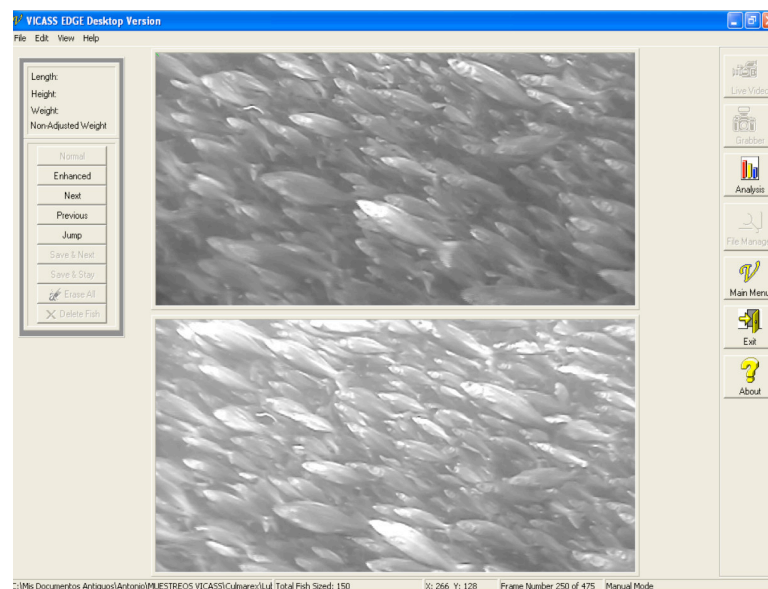 VICASS EDGE Desktop Version
File Edit View Help
Length:
Height:
Weight:
Non-Adjusted Weight
Normal
Enhanced
Next
Previous
Jump
Save & Next
Save & Stay
Erase All
Delete Fish
Live Video
Grabber
Analysis
File Manage
Main Menu
Exit
About
C:\Mis Documentos Antiguos\Antonio\MUESTREOS VICASS\Culmarex\Lul Total Fish Sized: 150 X: 266 Y: 128 Frame Number 250 of 475 Manual Mode